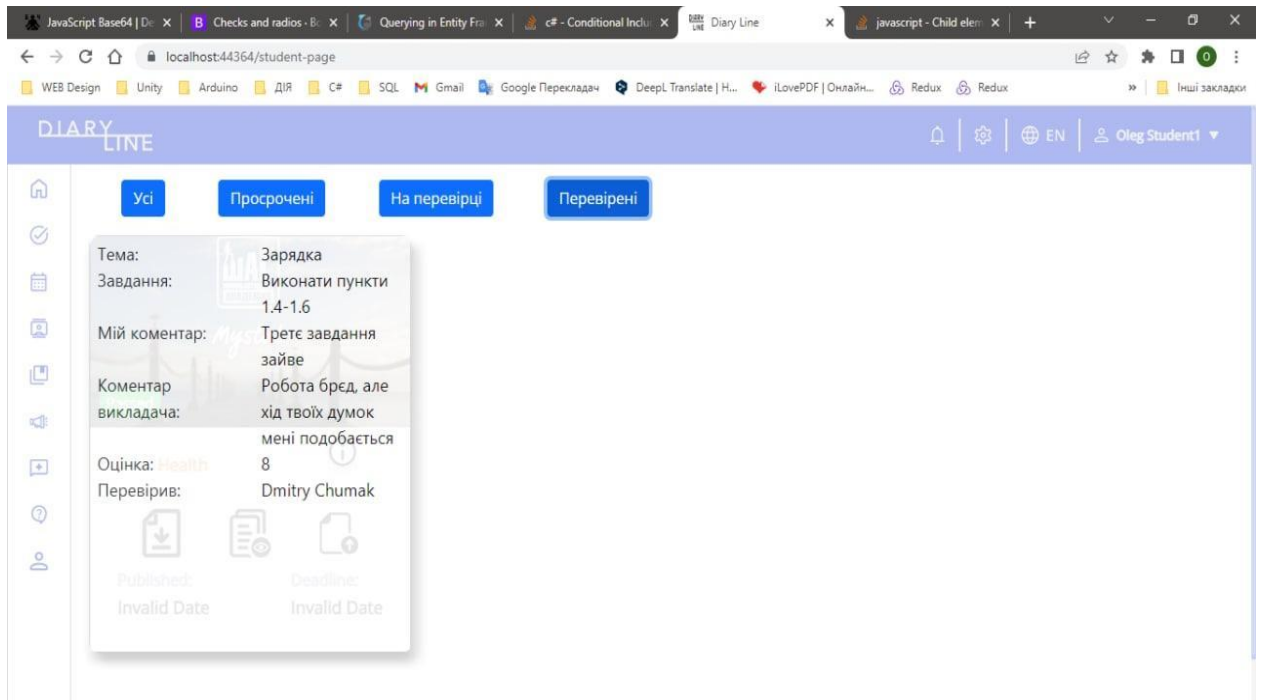 JavaScript Base64 | De
Checks and radios · Bo
Querying in Entity Fra
c# - Conditional Inclu
Diary Line
javascript - Child elem
localhost:44364/student-page
WEB Design Unity Arduino ДІЯ C# SQL Gmail Google Перекладач DeepL Translate | Н... iLovePDF | Онлайн... Redux Redux » Інші закладки
DIARY
LINE
EN Oleg Student1
Усі Просрочені На перевірці Перевірені
Тема: Зарядка
Завдання: Виконати пункти
1.4-1.6
Мій коментар: Третє завдання
зайве
Коментар Робота брєд, але
викладача: хід твоїх думок
мені подобається
Оцінка: Health 8
Перевірив: Dmitry Chumak
Published: Deadline:
Invalid Date Invalid Date